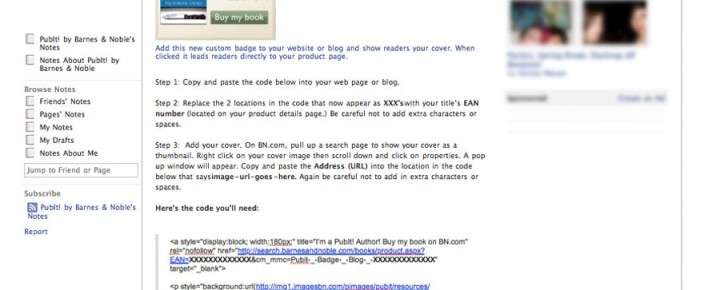 PubIt! by Barnes & Noble's
Notes
Notes About PubIt! by
Barnes & Noble
Browse Notes
Friends' Notes
Pages' Notes
My Notes
My Drafts
Notes About Me
Jump to Friend or Page
Subscribe
PubIt! by Barnes & Noble's
Notes
Report
Buy my book
Add this new custom badge to your website or blog and show readers your cover. When
clicked it leads readers directly to your product page.
Step 1: Copy and paste the code below into your web page or blog.
Step 2: Replace the 2 locations in the code that now appear as XXX'swith your title's EAN
number (located on your product details page.) Be careful not to add extra characters or
spaces.
Step 3: Add your cover. On BN.com, pull up a search page to show your cover as a
thumbnail. Right click on your cover image then scroll down and click on properties. A pop
up window will appear. Copy and paste the Address (URL) into the location in the code
below that saysimage-url-goes-here. Again be careful not to add in extra characters or
spaces.
Here's the code you'll need:
<a style="display:block; width:180px;" title="I'm a PubIt! Author! Buy my book on BN.com"
rel="nofollow" href="http://search.barnesandnoble.com/books/product.aspx?
EAN=XXXXXXXXXXXXX&cm_mmc=PubIt-_-Badge-_-Blog_-XXXXXXXXXXXXX"
target="_blank">
<p style="background:url(http://img1.imagesbn.com/pimages/pubit/resources/
Sponsored
Create an Ad